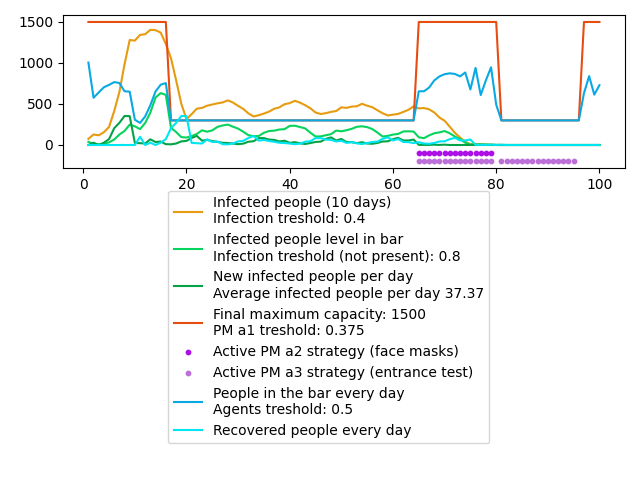 1500
1000
500
0
0
20
40
60
80
100
Infected people (10 days)
Infection treshold: 0.4
Infected people level in bar
Infection treshold (not present): 0.8
New infected people per day
Average infected people per day 37.37
Final maximum capacity: 1500
PM a1 treshold: 0.375
Active PM a2 strategy (face masks)
Active PM a3 strategy (entrance test)
People in the bar every day
Agents treshold: 0.5
Recovered people every day